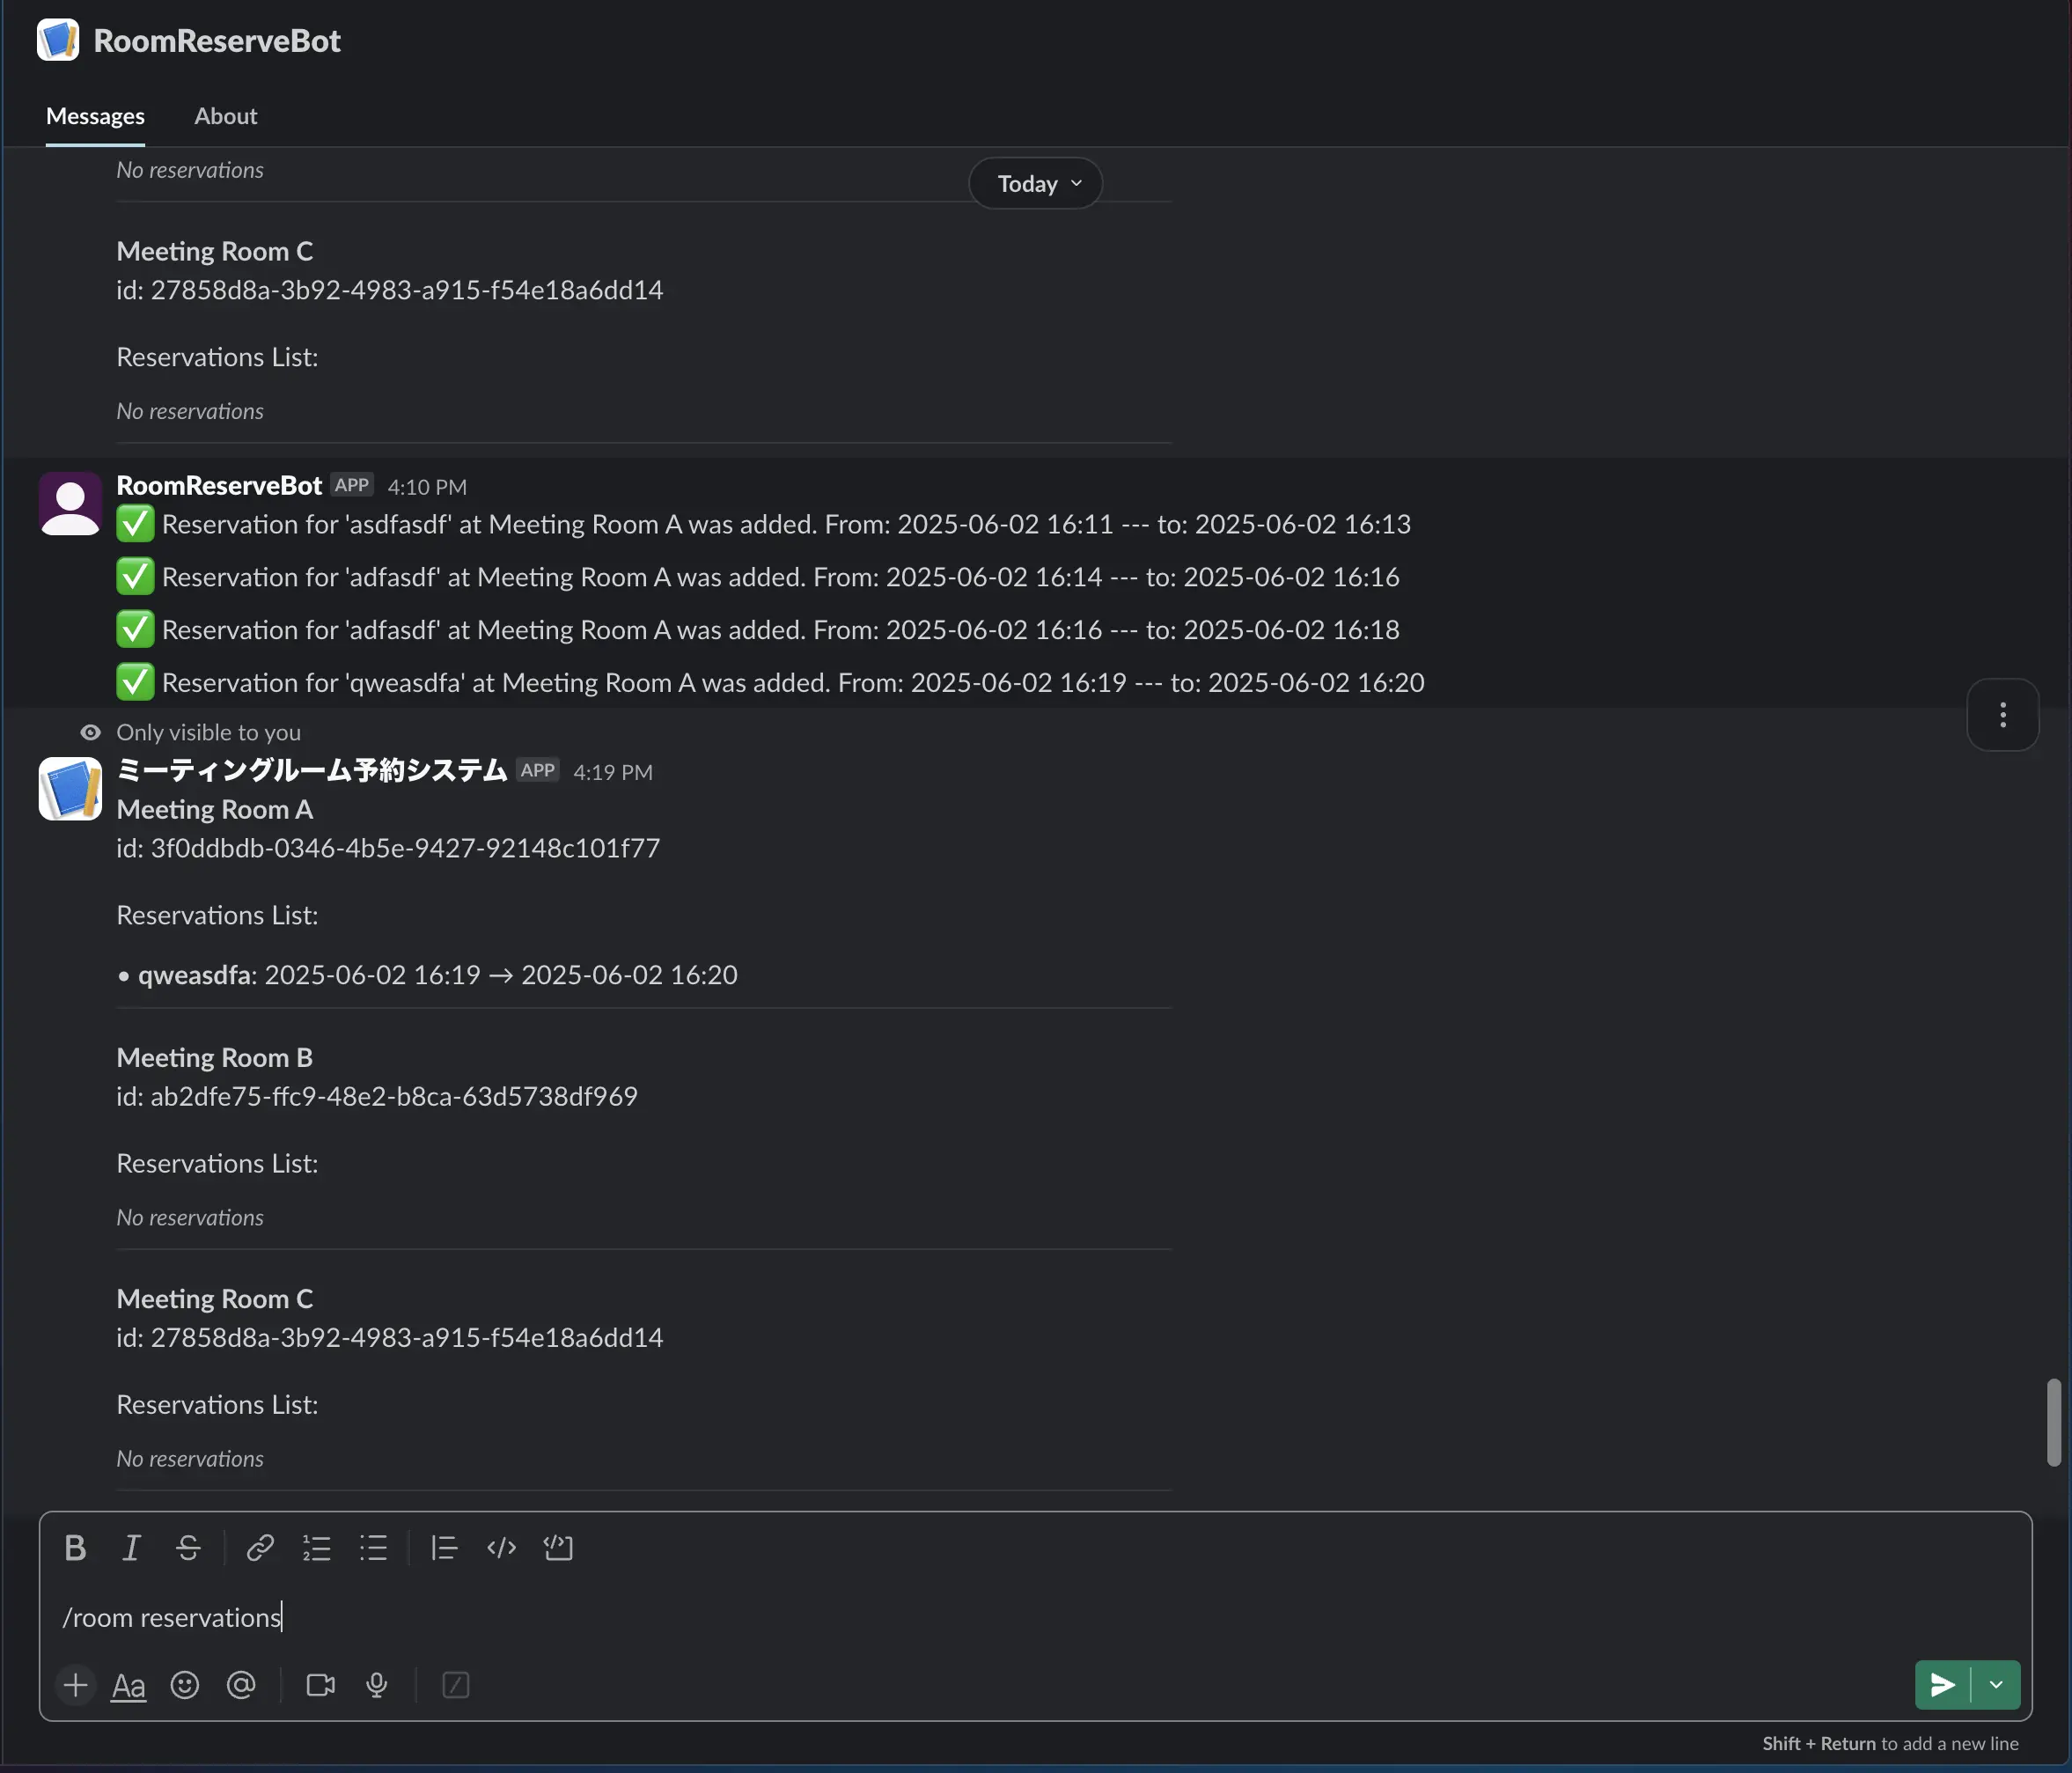 RoomReserveBot
Messages About
No reservations
Today
Meeting Room C
id: 27858d8a-3b92-4983-a915-f54e18a6dd14
Reservations List:
No reservations
RoomReserveBot APP 4:10 PM
Reservation for 'asdfasdf' at Meeting Room A was added. From: 2025-06-02 16:11 --- to: 2025-06-02 16:13
Reservation for 'adfasdf' at Meeting Room A was added. From: 2025-06-02 16:14 --- to: 2025-06-02 16:16
Reservation for 'adfasdf' at Meeting Room A was added. From: 2025-06-02 16:16 --- to: 2025-06-02 16:18
Reservation for 'qweasdfa' at Meeting Room A was added. From: 2025-06-02 16:19 --- to: 2025-06-02 16:20
Only visible to you
ミーティングルーム予約システム APP 4:19 PM
Meeting Room A
id: 3f0ddbdb-0346-4b5e-9427-92148c101f77
Reservations List:
• qweasdfa: 2025-06-02 16:19 → 2025-06-02 16:20
Meeting Room B
id: ab2dfe75-ffc9-48e2-b8ca-63d5738df969
Reservations List:
No reservations
Meeting Room C
id: 27858d8a-3b92-4983-a915-f54e18a6dd14
Reservations List:
No reservations
/room reservations
Aa
Shift + Return to add a new line